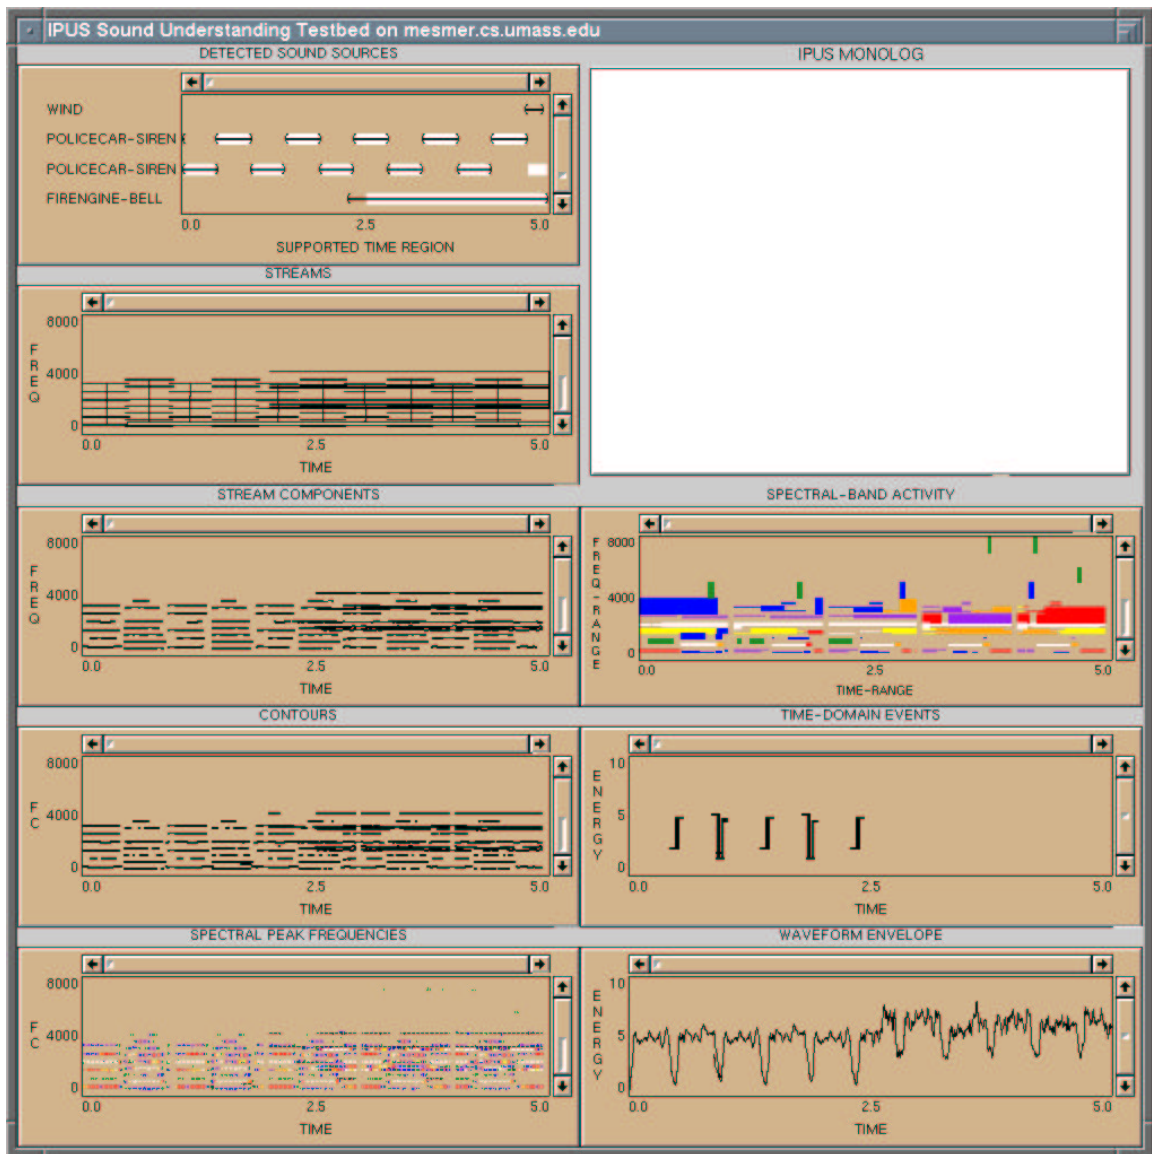 IPUS Sound Understanding Testbed on mesmer.cs.umass.edu
DETECTED SOUND SOURCES
WIND
POLICECAR-SIREN
POLICECAR-SIREN
FIRENGINE-BELL
0.0 2.5 5.0
SUPPORTED TIME REGION
IPUS MONOLOG
STREAMS
FREQ
8000
4000
0
0.0 2.5 5.0
TIME
STREAM COMPONENTS
FREQ
8000
4000
0
0.0 2.5 5.0
TIME
SPECTRAL-BAND ACTIVITY
FREQ-RANGE
8000
4000
0
0.0 2.5 5.0
TIME-RANGE
CONTOURS
FC
8000
4000
0
0.0 2.5 5.0
TIME
TIME-DOMAIN EVENTS
ENERGY
10
5
0
0.0 2.5 5.0
TIME
SPECTRAL PEAK FREQUENCIES
FC
8000
4000
0
0.0 2.5 5.0
TIME
WAVEFORM ENVELOPE
ENERGY
10
5
0
0.0 2.5 5.0
TIME